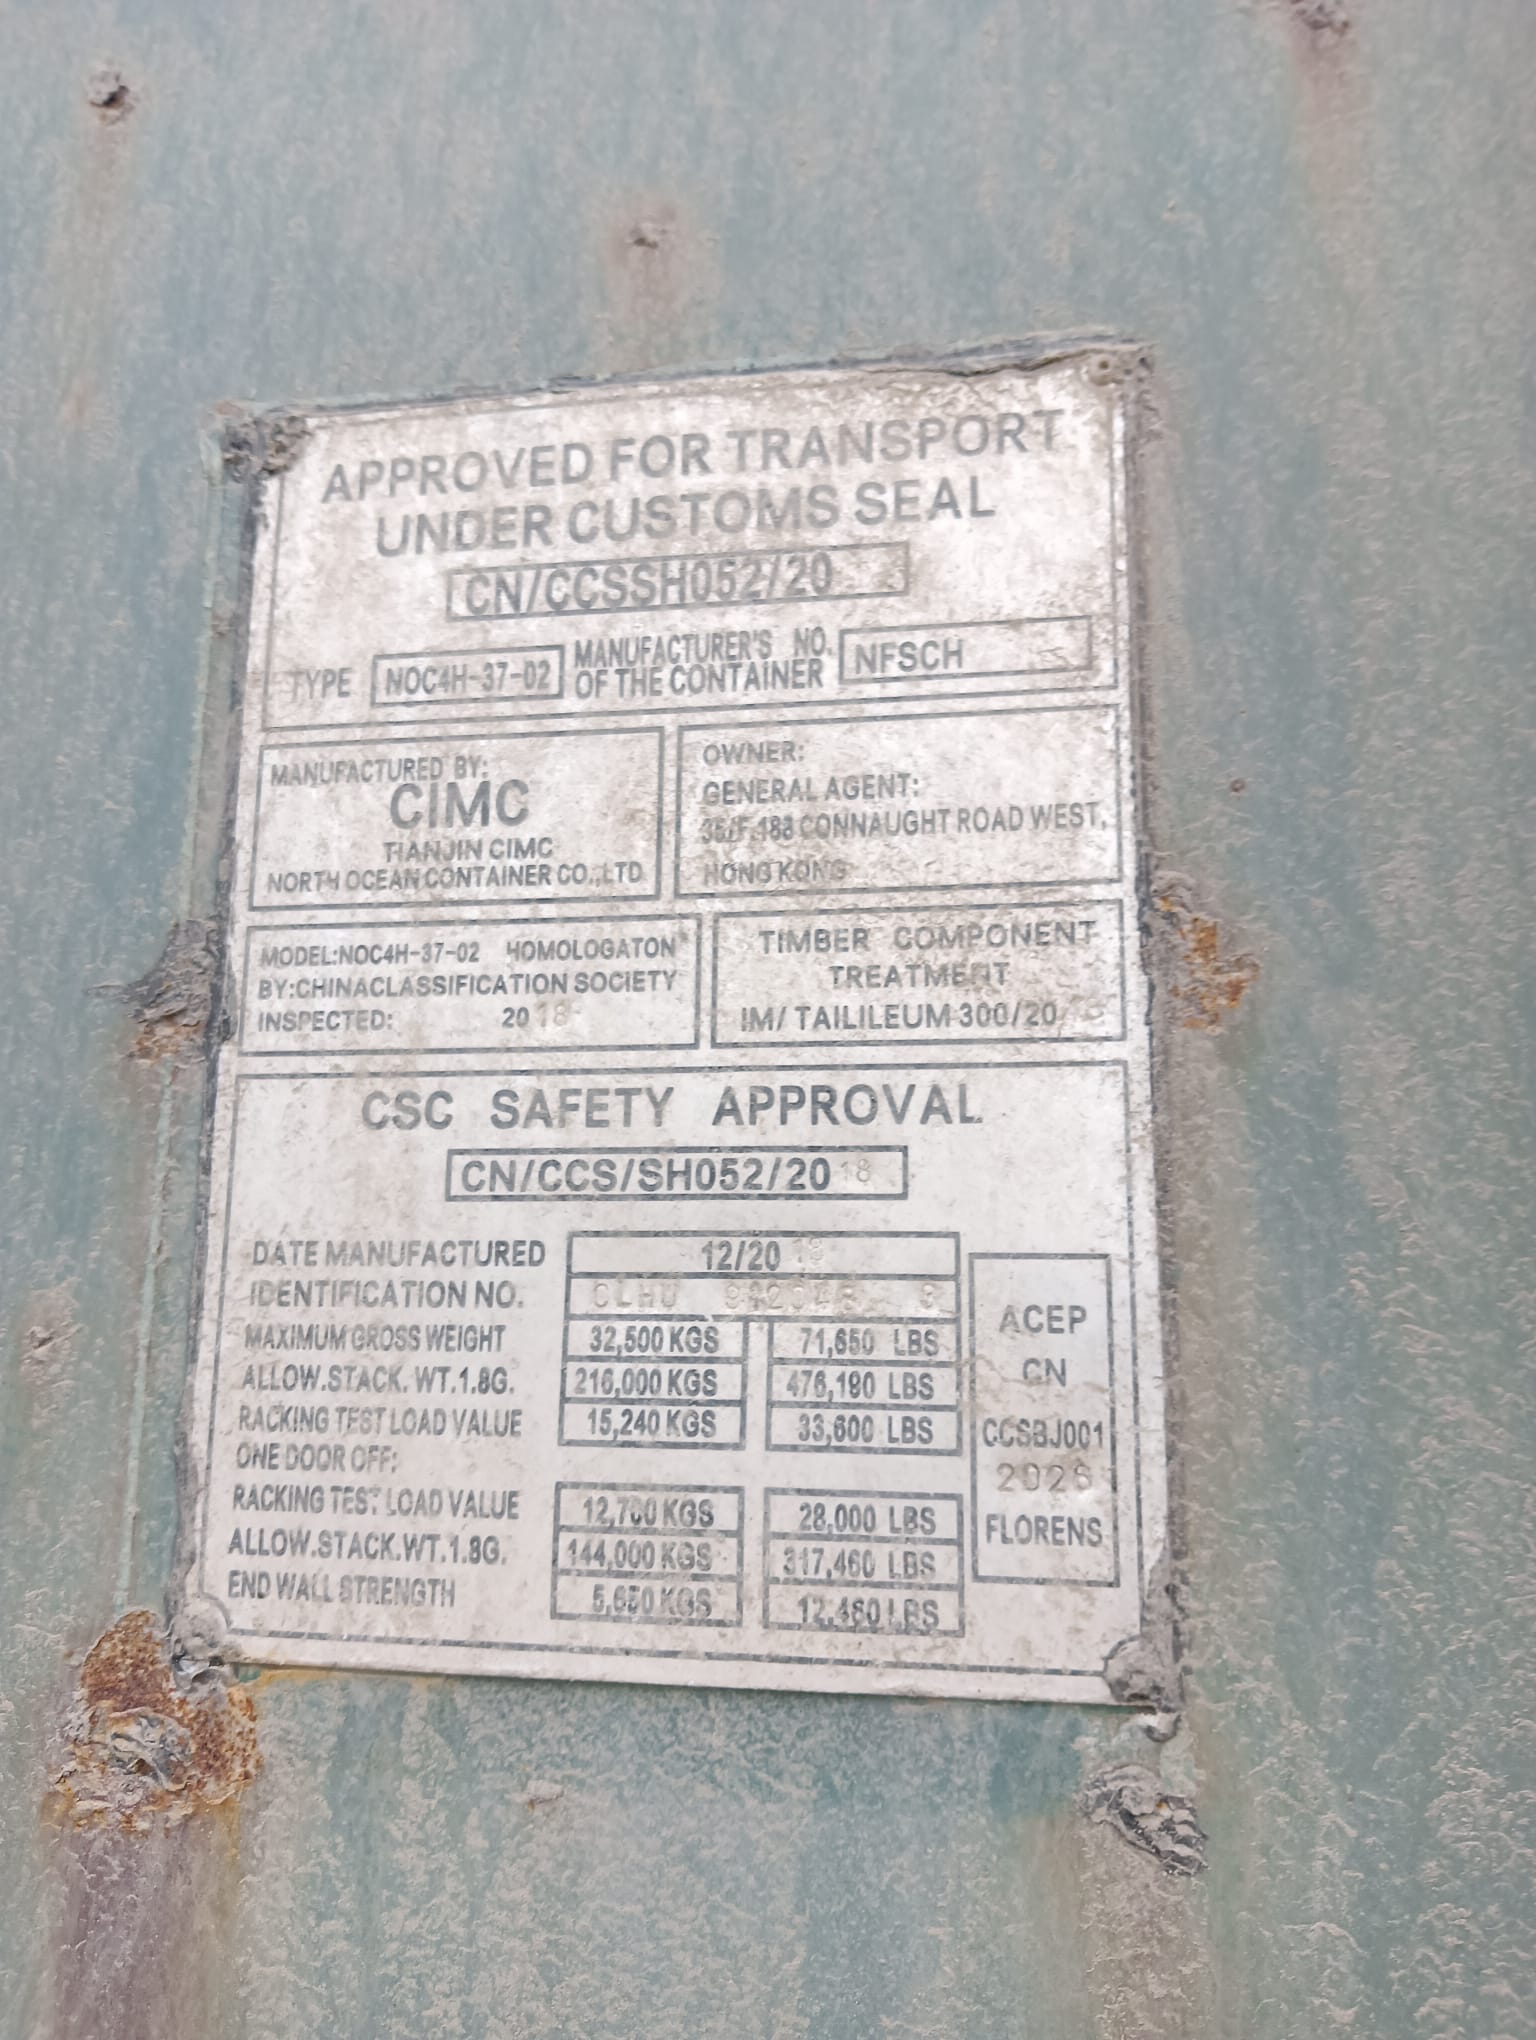 APPROVED FOR TRANSPORT
UNDER CUSTOMS SEAL
CN/CCSSH052/20
TYPE NOC4H-37-02 MANUFACTURER'S NO. OF THE CONTAINER NFSCH
MANUFACTURED BY:
CIMC
TIANJIN CIMC
NORTH OCEAN CONTAINER CO.,LTD
OWNER:
GENERAL AGENT:
CONNAUGHT ROAD WEST,
HONG KONG
MODEL:NOC4H-37-02 HOMOLOGATON
BY:CHINACLASSIFICATION SOCIETY
INSPECTED: 20 18
TIMBER COMPONENT
TREATMENT
IM/ TAILILEUM 300/20
CSC SAFETY APPROVAL
CN/CCS/SH052/20 18
DATE MANUFACTURED 12/20
IDENTIFICATION NO.
MAXIMUM GROSS WEIGHT 32,500 KGS 71,650 LBS
ALLOW.STACK. WT.1.8G. 216,000 KGS 476,190 LBS
RACKING TEST LOAD VALUE 15,240 KGS 33,600 LBS
ONE DOOR OFF:
RACKING TEST LOAD VALUE 12,700 KGS 28,000 LBS
ALLOW.STACK.WT.1.8G. 144,000 KGS 317,460 LBS
END WALL STRENGTH KGS LBS
ACEP
CN
CCSBJ001
FLORENS